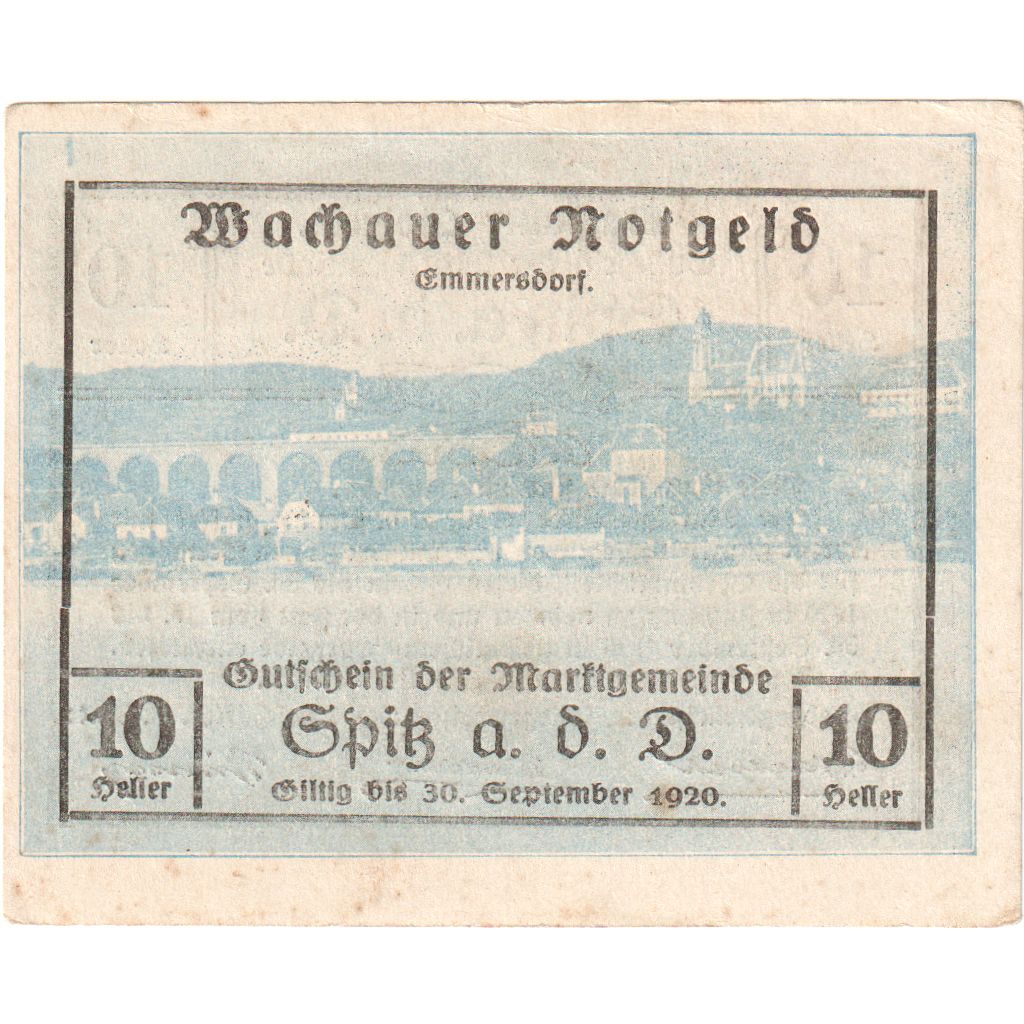 Wachauer Notgeld
Emmersdorf.
Gutschein der Marktgemeinde
Spitz a. d. D.
Giltig bis 30. September 1920.
10
Heller
10
Heller